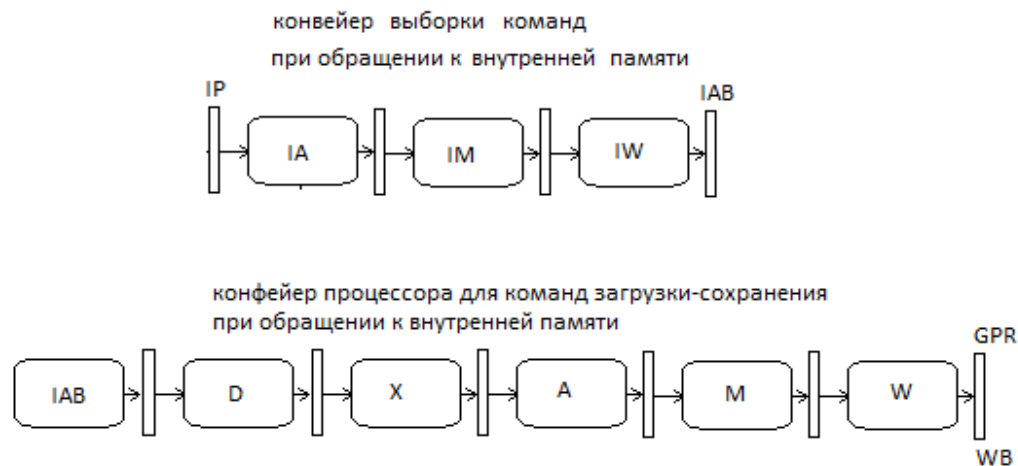 конвейер выборки команд
при обращении к внутренней памяти
IP
IAB
IA
IM
IW
конфейер процессора для команд загрузки-сохранения
при обращении к внутренней памяти
GPR
IAB
D
X
A
M
W
WB